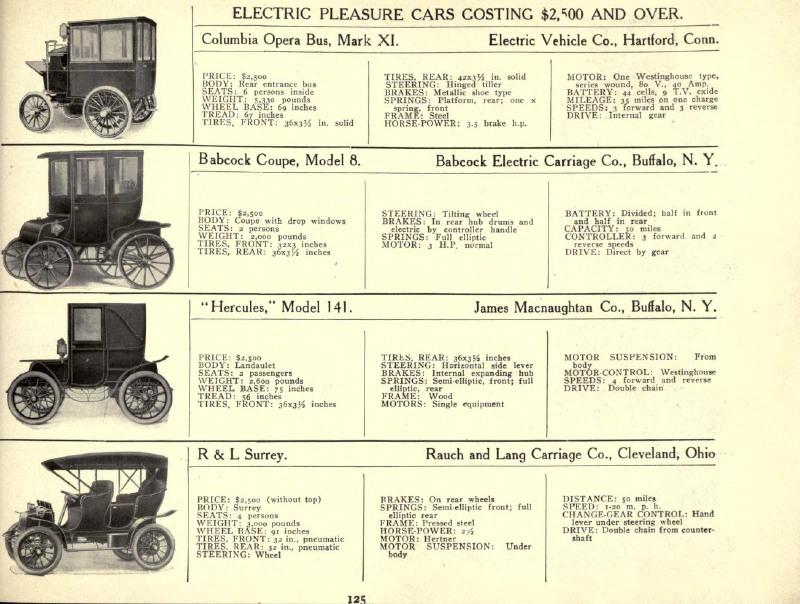 ELECTRIC PLEASURE CARS COSTING $2,500 AND OVER.
Columbia Opera Bus, Mark XI. Electric Vehicle Co., Hartford, Conn.
PRICE: $2,500
BODY: Rear entrance bus
SEATS: 6 persons inside
WEIGHT: 5,330 pounds
WHEEL BASE: 69 inches
TREAD: 67 inches
TIRES, FRONT: 36x3½ in. solid
TIRES, REAR: 42x3½ in. solid
STEERING: Hinged tiller
BRAKES: Metallic shoe type
SPRINGS: Platform, rear; one x
spring, front
FRAME: Steel
HORSE-POWER: 3.5 brake h.p.
MOTOR: One Westinghouse type,
series wound, 80 V., 40 Amp.
BATTERY: 44 cells, 9 T.V. exide
MILEAGE: 35 miles on one charge
SPEEDS: 3 forward and 3 reverse
DRIVE: Internal gear
Babcock Coupe, Model 8. Babcock Electric Carriage Co., Buffalo, N. Y.
PRICE: $2,500
BODY: Coupe with drop windows
SEATS: 2 persons
WEIGHT: 2,000 pounds
TIRES, FRONT: 32x3 inches
TIRES, REAR: 36x3½ inches
STEERING: Tilting wheel
BRAKES: In rear hub drums and
electric by controller handle
SPRINGS: Full elliptic
MOTOR: 3 H.P. normal
BATTERY: Divided; half in front
and half in rear
CAPACITY: 50 miles
CONTROLLER: 3 forward and 2
reverse speeds
DRIVE: Direct by gear
"Hercules," Model 141. James Macnaughtan Co., Buffalo, N. Y.
PRICE: $2,500
BODY: Landaulet
SEATS: 2 passengers
WEIGHT: 2,600 pounds
WHEEL BASE: 75 inches
TREAD: 56 inches
TIRES, FRONT: 36x3½ inches
TIRES, REAR: 36x3½ inches
STEERING: Horizontal side lever
BRAKES: Internal expanding hub
SPRINGS: Semi-elliptic, front; full
elliptic, rear
FRAME: Wood
MOTORS: Single equipment
MOTOR SUSPENSION: From
body
MOTOR-CONTROL: Westinghouse
SPEEDS: 4 forward and reverse
DRIVE: Double chain
R & L Surrey. Rauch and Lang Carriage Co., Cleveland, Ohio
PRICE: $2,500 (without top)
BODY: Surrey
SEATS: 4 persons
WEIGHT: 3,000 pounds
WHEEL BASE: 91 inches
TIRES, FRONT: 32 in., pneumatic
TIRES, REAR: 32 in., pneumatic
STEERING: Wheel
BRAKES: On rear wheels
SPRINGS: Semi-elliptic, front; full
elliptic rear
FRAME: Pressed steel
HORSE-POWER: 2½
MOTOR: Hertner
MOTOR SUSPENSION: Under
body
DISTANCE: 50 miles
SPEED: 1-20 m. p. h.
CHANGE-GEAR CONTROL: Hand
lever under steering wheel
DRIVE: Double chain from counter-
shaft
125